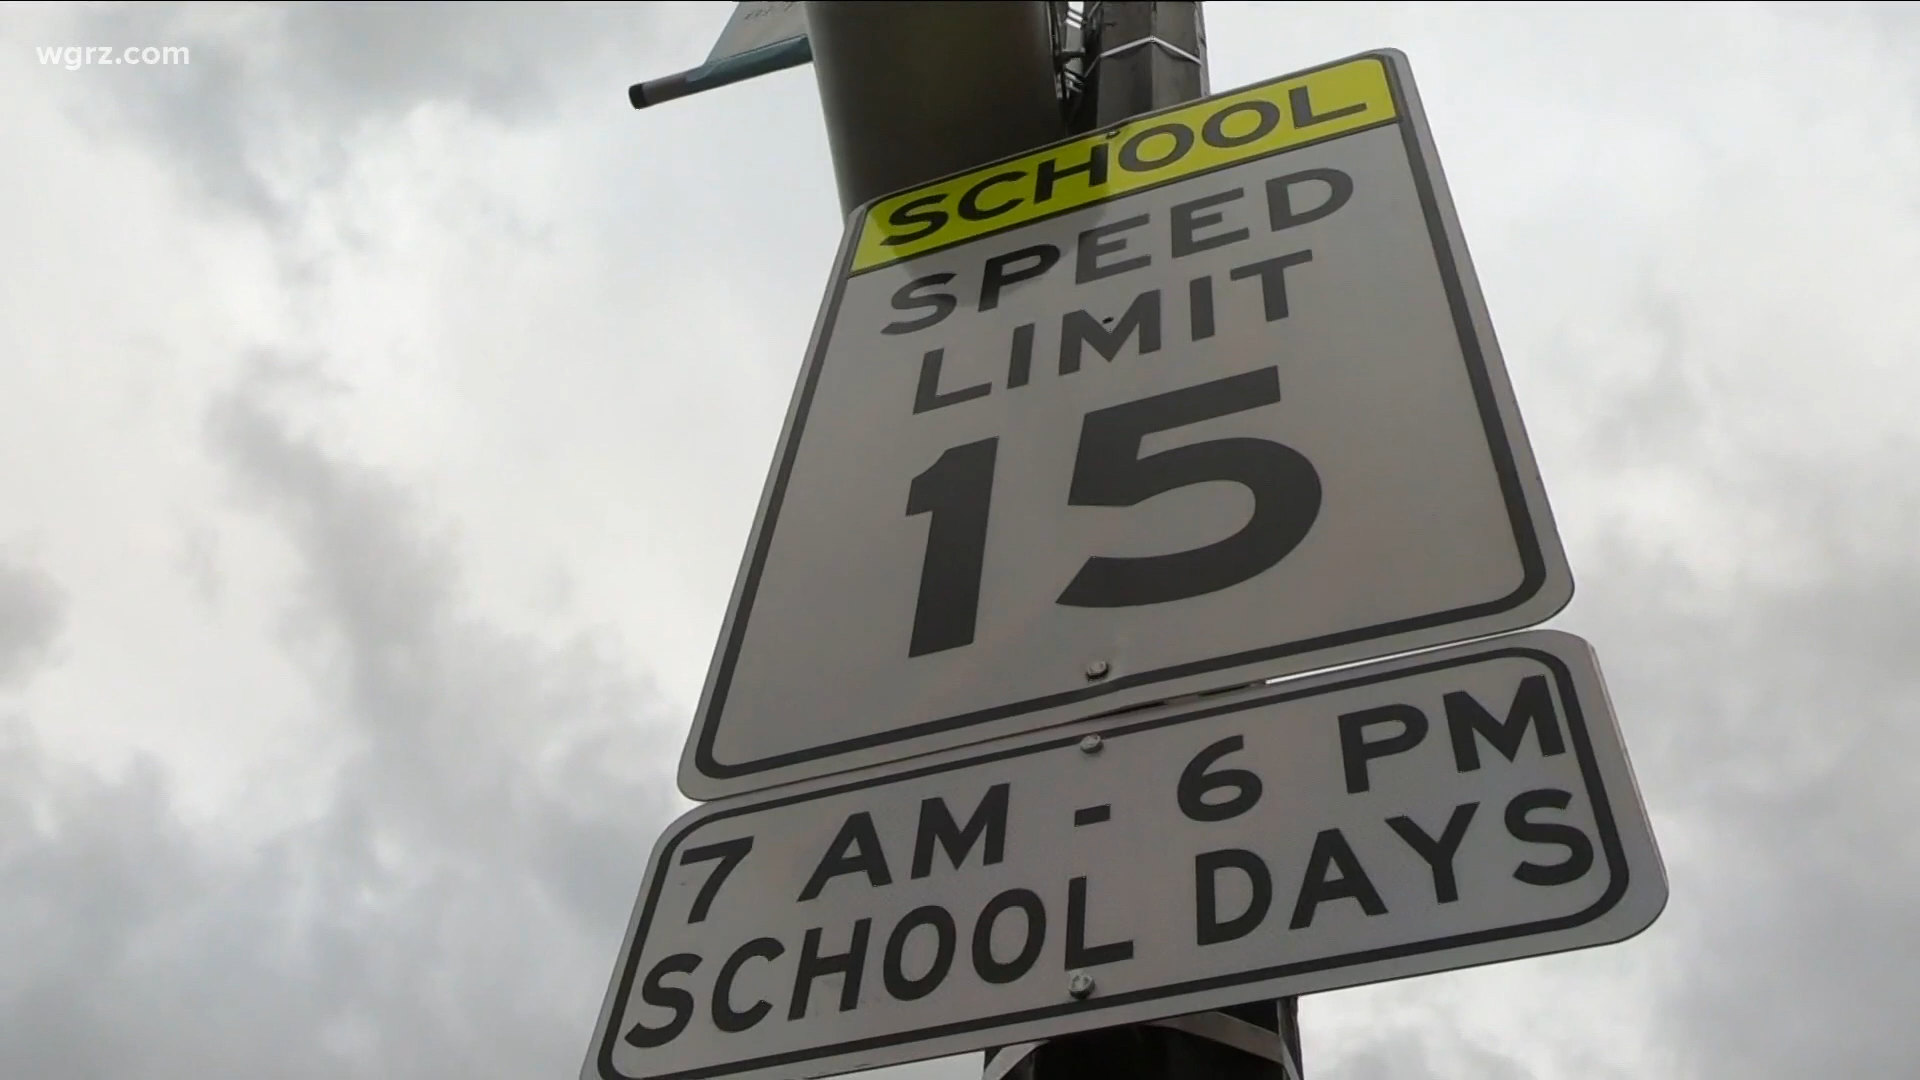 wgrz.com
SCHOOL
SPEED
LIMIT
15
7 AM - 6 PM
SCHOOL DAYS